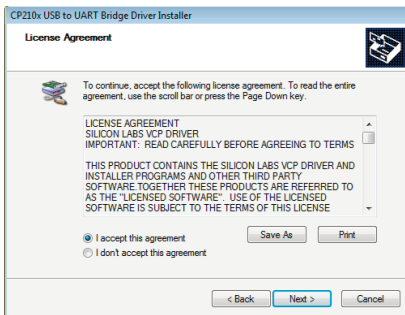 CP210x USB to UART Bridge Driver Installer
License Agreement
To continue, accept the following license agreement. To read the entire
agreement, use the scroll bar or press the Page Down key.
LICENSE AGREEMENT
SILICON LABS VCP DRIVER
IMPORTANT: READ CAREFULLY BEFORE AGREEING TO TERMS
THIS PRODUCT CONTAINS THE SILICON LABS VCP DRIVER AND
INSTALLER PROGRAMS AND OTHER THIRD PARTY
SOFTWARE.TOGETHER THESE PRODUCTS ARE REFERRED TO
AS THE "LICENSED SOFTWARE". USE OF THE LICENSED
SOFTWARE IS SUBJECT TO THE TERMS OF THIS LICENSE
I accept this agreement
Save As
Print
I don't accept this agreement
< Back
Next >
Cancel